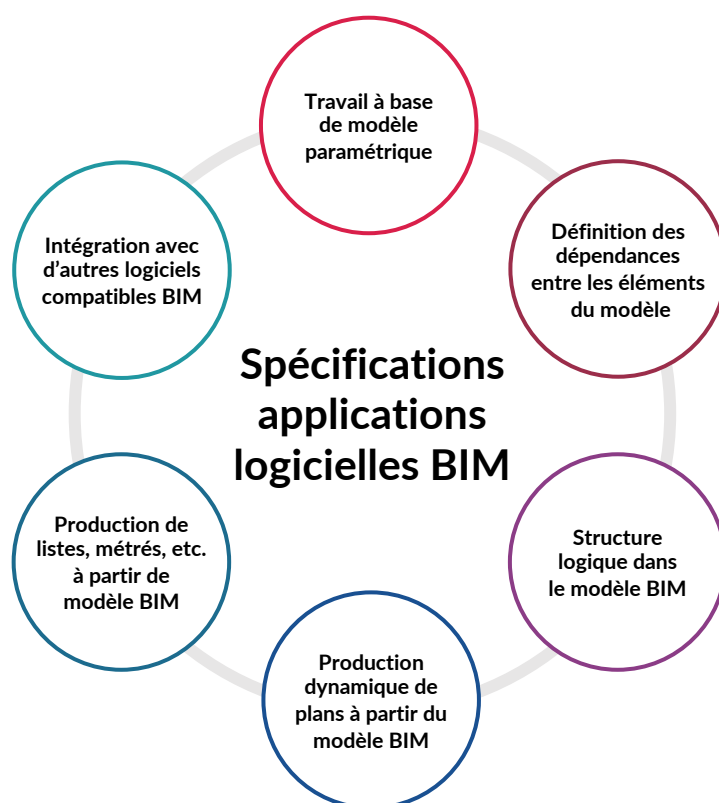 Travail à base
de modèle
paramétrique
Définition des
dépendances
entre les éléments
du modèle
Structure
logique dans
le modèle BIM
Production
dynamique de
plans à partir du
modèle BIM
Production de
listes, métrés, etc.
à partir de
modèle BIM
Intégration avec
d'autres logiciels
compatibles BIM
Spécifications
applications
logicielles BIM